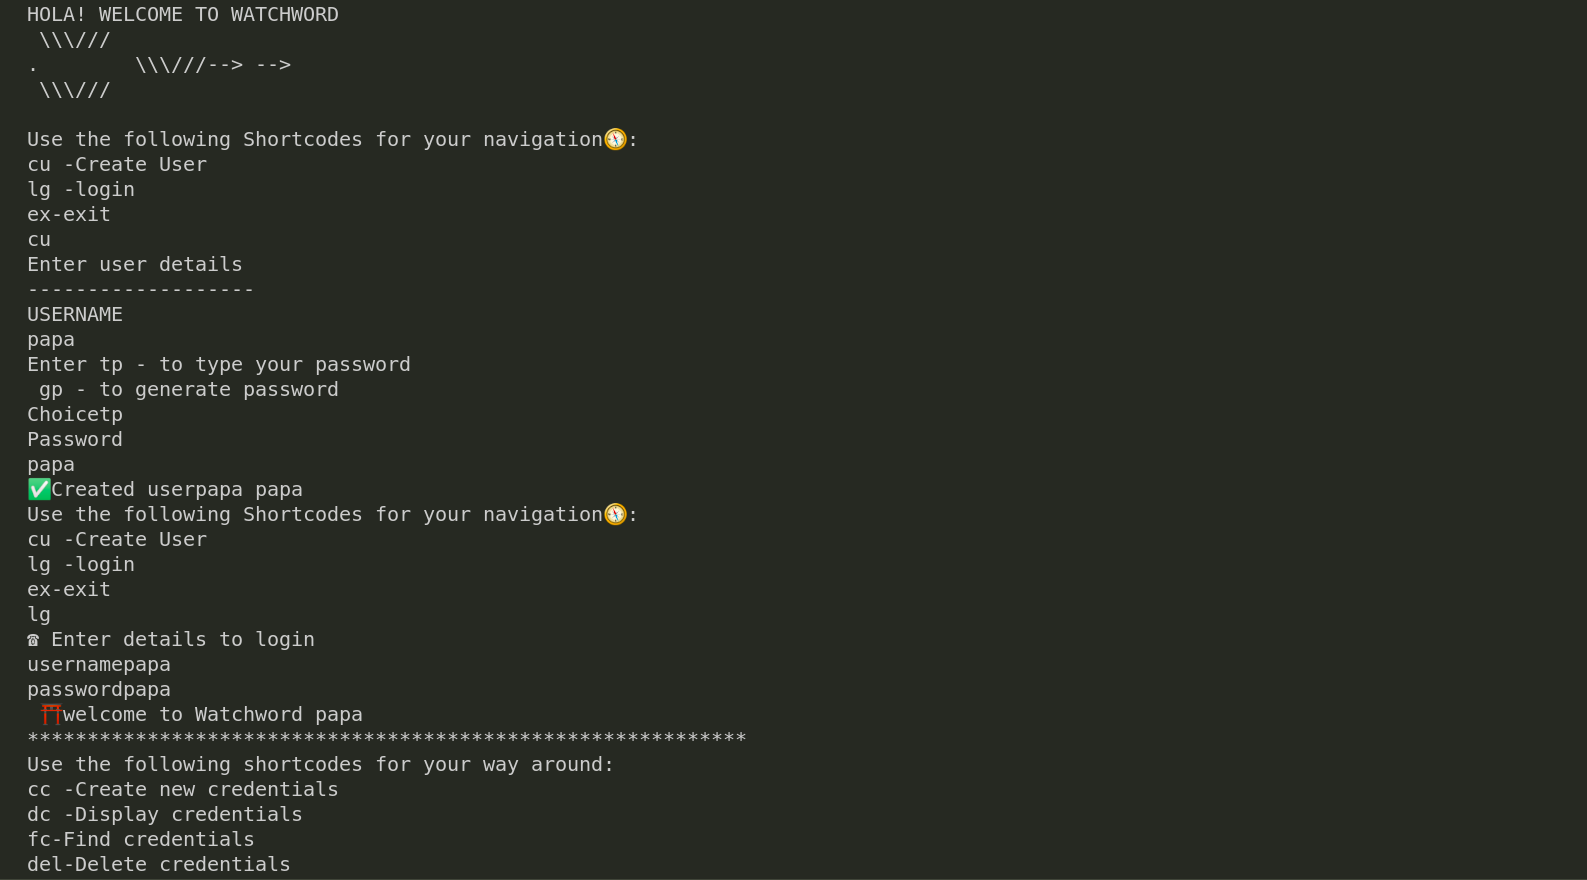 HOLA! WELCOME TO WATCHWORD
 \\\///
.        \\\///--> -->
 \\\///
Use the following Shortcodes for your navigation🧭:
cu -Create User
lg -login
ex-exit
cu
Enter user details
-------------------
USERNAME
papa
Enter tp - to type your password
 gp - to generate password
Choicetp
Password
papa
✅Created userpapa papa
Use the following Shortcodes for your navigation🧭:
cu -Create User
lg -login
ex-exit
lg
☎ Enter details to login
usernamepapa
passwordpapa
 ⛩️welcome to Watchword papa
************************************************************
Use the following shortcodes for your way around:
cc -Create new credentials
dc -Display credentials
fc-Find credentials
del-Delete credentials